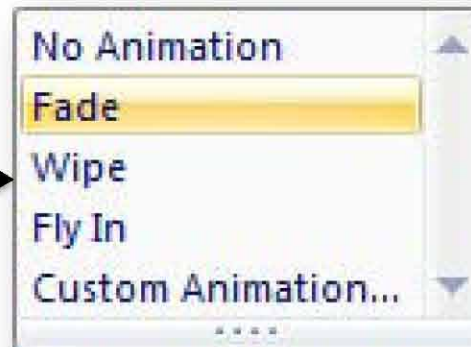 No Animation
Fade
Wipe
Fly In
Custom Animation...